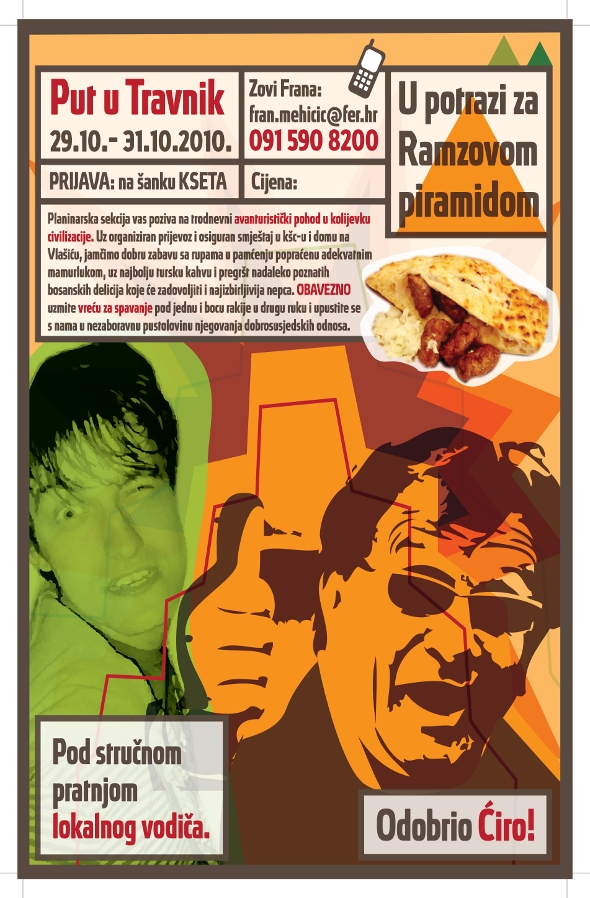 Put u Travnik
29.10.- 31.10.2010.
Zovi Frana:
fran.mehicic@fer.hr
091 590 8200
PRIJAVA: na šanku KSETA
Cijena:
U potrazi za
Ramzovom
piramidom
Planinarska sekcija vas poziva na trodnevni avanturistički pohod u kolijevku
civilizacije. Uz organiziran prijevoz i osiguran smještaj u kšc-u i domu na
Vlašiću, jamčimo dobru zabavu sa rupama u pamćenju popraćenu adekvatnim
mamurlukom, uz najbolju tursku kahvu i pregršt nadaleko poznatih
bosanskih delicija koje će zadovoljiti i najizbirljivija nepca. OBAVEZNO
uzmite vreću za spavanje pod jednu i bocu rakije u drugu ruku i upustite se
s nama u nezaboravnu pustolovinu njegovanja dobrosusjedskih odnosa.
Pod stručnom
pratnjom
lokalnog vodiča.
Odobrio Ćiro!